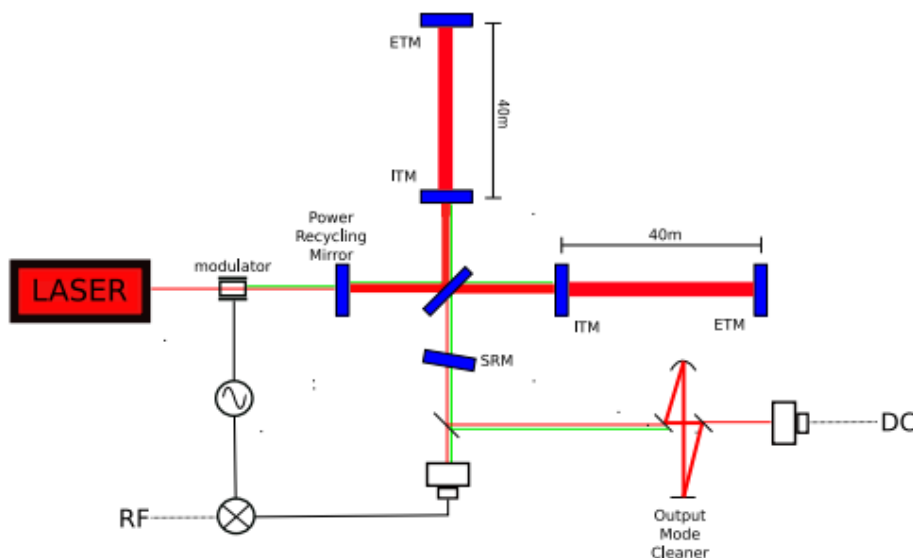 ETM
40m
ITM
Power
Recycling
Mirror
modulator
40m
LASER
ITM
ETM
SRM
DC
RF
Output
Mode
Cleaner